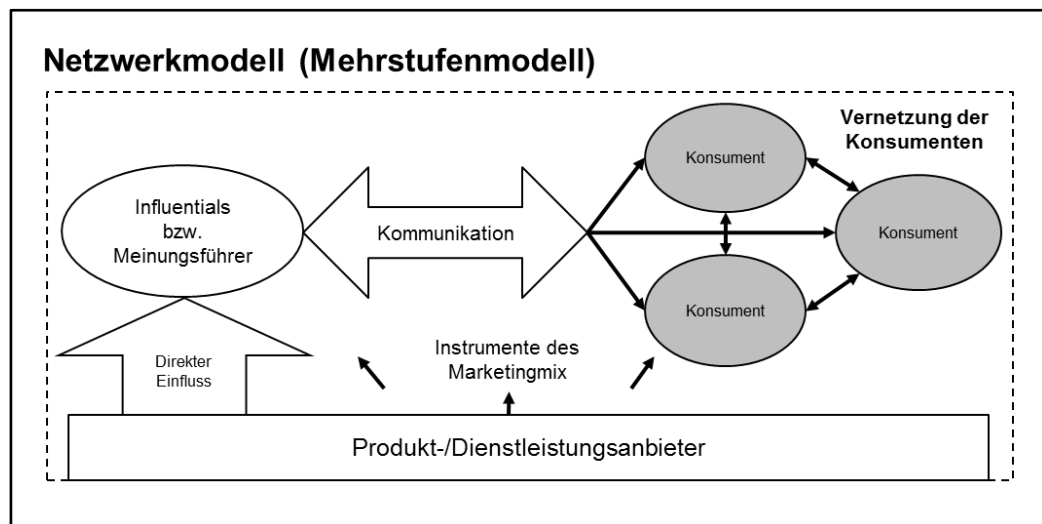 Netzwerkmodell (Mehrstufenmodell)
Vernetzung der
Konsumenten
Konsument
Influentials
bzw.
Meinungsführer
Kommunikation
Konsument
Konsument
Direkter
Einfluss
Instrumente des
Marketingmix
Produkt-/Dienstleistungsanbieter